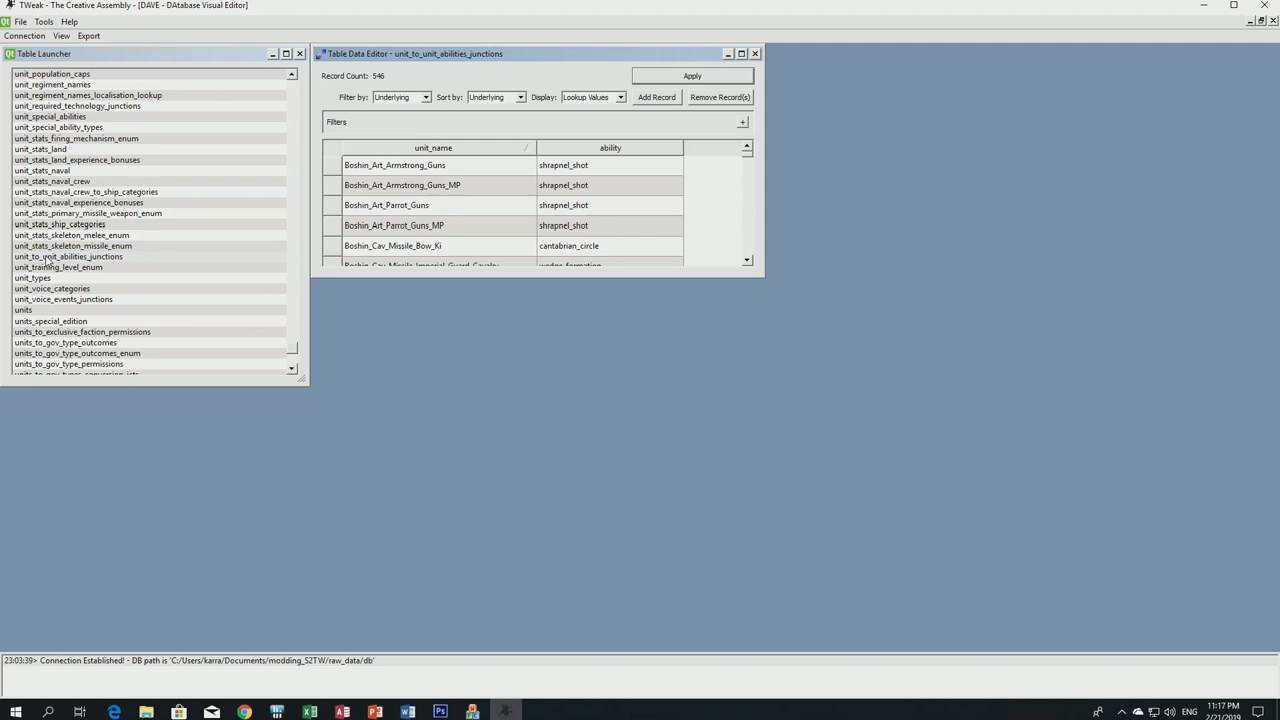 TWeak - The Creative Assembly - [DAVE - DAtabase Visual Editor]
Qt File Tools Help
Connection View Export
Qt Table Launcher
unit_population_caps
unit_regiment_names
unit_regiment_names_localisation_lookup
unit_required_technology_junctions
unit_special_abilities
unit_special_ability_types
unit_stats_firing_mechanism_enum
unit_stats_land
unit_stats_land_experience_bonuses
unit_stats_naval
unit_stats_naval_crew
unit_stats_naval_crew_to_ship_categories
unit_stats_naval_experience_bonuses
unit_stats_primary_missile_weapon_enum
unit_stats_ship_categories
unit_stats_skeleton_melee_enum
unit_stats_skeleton_missile_enum
unit_to_unit_abilities_junctions
unit_training_level_enum
unit_types
unit_voice_categories
unit_voice_events_junctions
units
units_special_edition
units_to_exclusive_faction_permissions
units_to_gov_type_outcomes
units_to_gov_type_outcomes_enum
units_to_gov_type_permissions
units_to_gov_types_conversion_jcts
Table Data Editor - unit_to_unit_abilities_junctions
Record Count: 546 Apply
Filter by: Underlying Sort by: Underlying Display: Lookup Values Add Record Remove Record(s)
Filters +
unit_name ability
Boshin_Art_Armstrong_Guns shrapnel_shot
Boshin_Art_Armstrong_Guns_MP shrapnel_shot
Boshin_Art_Parrot_Guns shrapnel_shot
Boshin_Art_Parrot_Guns_MP shrapnel_shot
Boshin_Cav_Missile_Bow_Ki cantabrian_circle
Boshin_Cav_Missile_Imperial_Guard_Cavalry wedge_formation
23:03:39> Connection Established! - DB path is 'C:/Users/karra/Documents/modding_S2TW/raw_data/db'
ENG
11:17 PM
2/21/2019